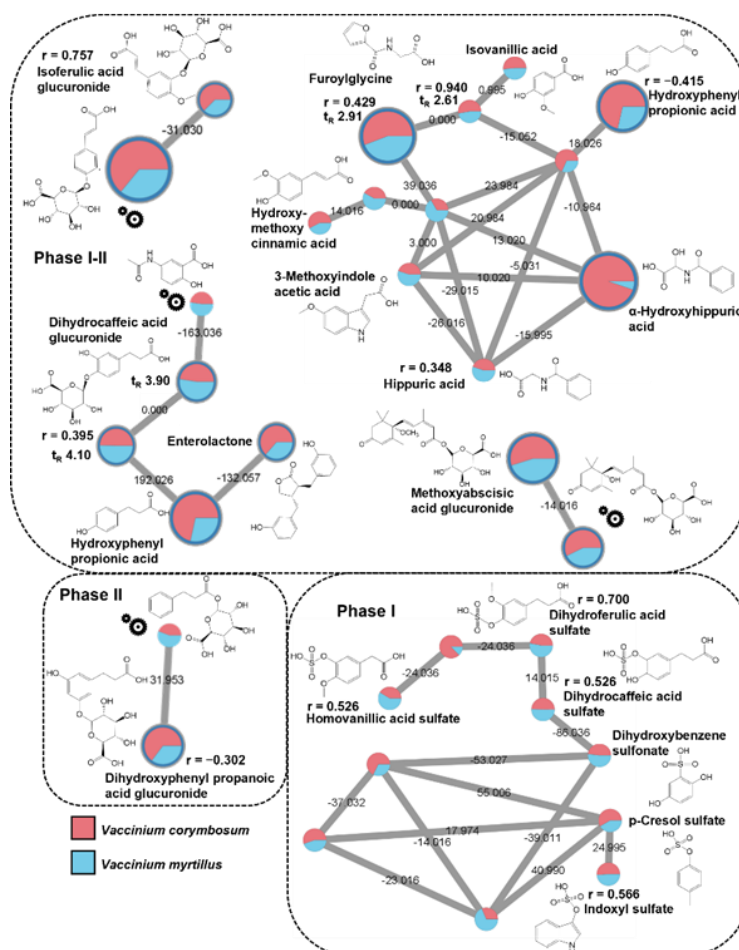 r = 0.757
Isoferulic acid
glucuronide
-31.030
Phase I-II
Furoylglycine
r = 0.429
tR 2.91
r = 0.940
tR 2.61
0.000
Isovanillic acid
0.995
-15.052
r = −0.415
Hydroxyphenyl
propionic acid
18.026
39.036
23.984
-10.964
Hydroxy-
methoxy
cinnamic acid
14.016
0.000
20.984
13.020
3.000
-5.031
10.020
-29.015
3-Methoxyindole
acetic acid
-26.016
-15.995
α-Hydroxyhippuric
acid
r = 0.348
Hippuric acid
Dihydrocaffeic acid
glucuronide
-163.036
tR 3.90
0.000
r = 0.395
tR 4.10
Enterolactone
192.026
-132.057
Hydroxyphenyl
propionic acid
Methoxyabscisic
acid glucuronide
-14.016
Phase II
31.953
r = −0.302
Dihydroxyphenyl propanoic
acid glucuronide
Vaccinium corymbosum
Vaccinium myrtillus
Phase I
r = 0.700
Dihydroferulic acid
sulfate
-24.036
-24.036
r = 0.526
Homovanillic acid sulfate
14.015
r = 0.526
Dihydrocaffeic acid
sulfate
-86.036
Dihydroxybenzene
sulfonate
-53.027
55.006
-37.032
p-Cresol sulfate
17.974
-14.016
-39.011
24.995
-23.016
40.990
r = 0.566
Indoxyl sulfate